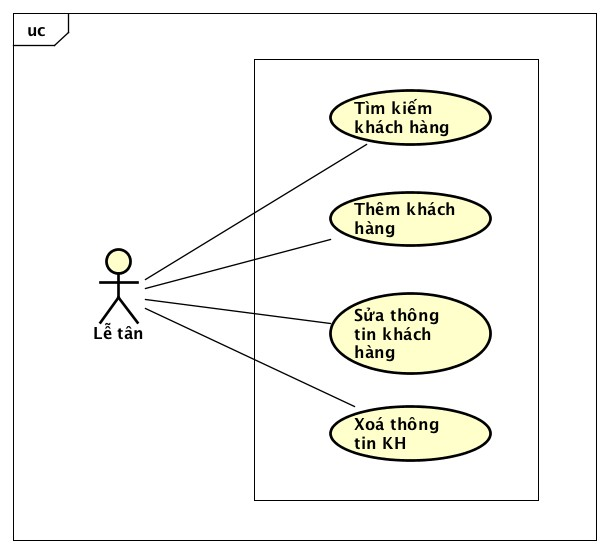 uc
Tìm kiếm
khách hàng
Thêm khách
hàng
Lễ tân
Sửa thông
tin khách
hàng
Xoá thông
tin KH